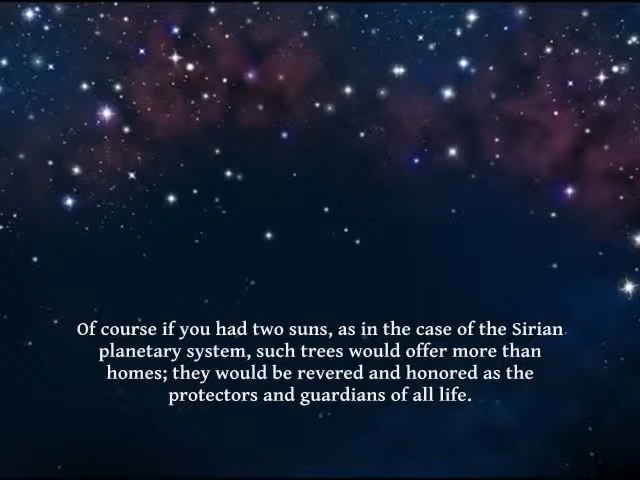 Of course if you had two suns, as in the case of the Sirian
planetary system, such trees would offer more than
homes; they would be revered and honored as the
protectors and guardians of all life.